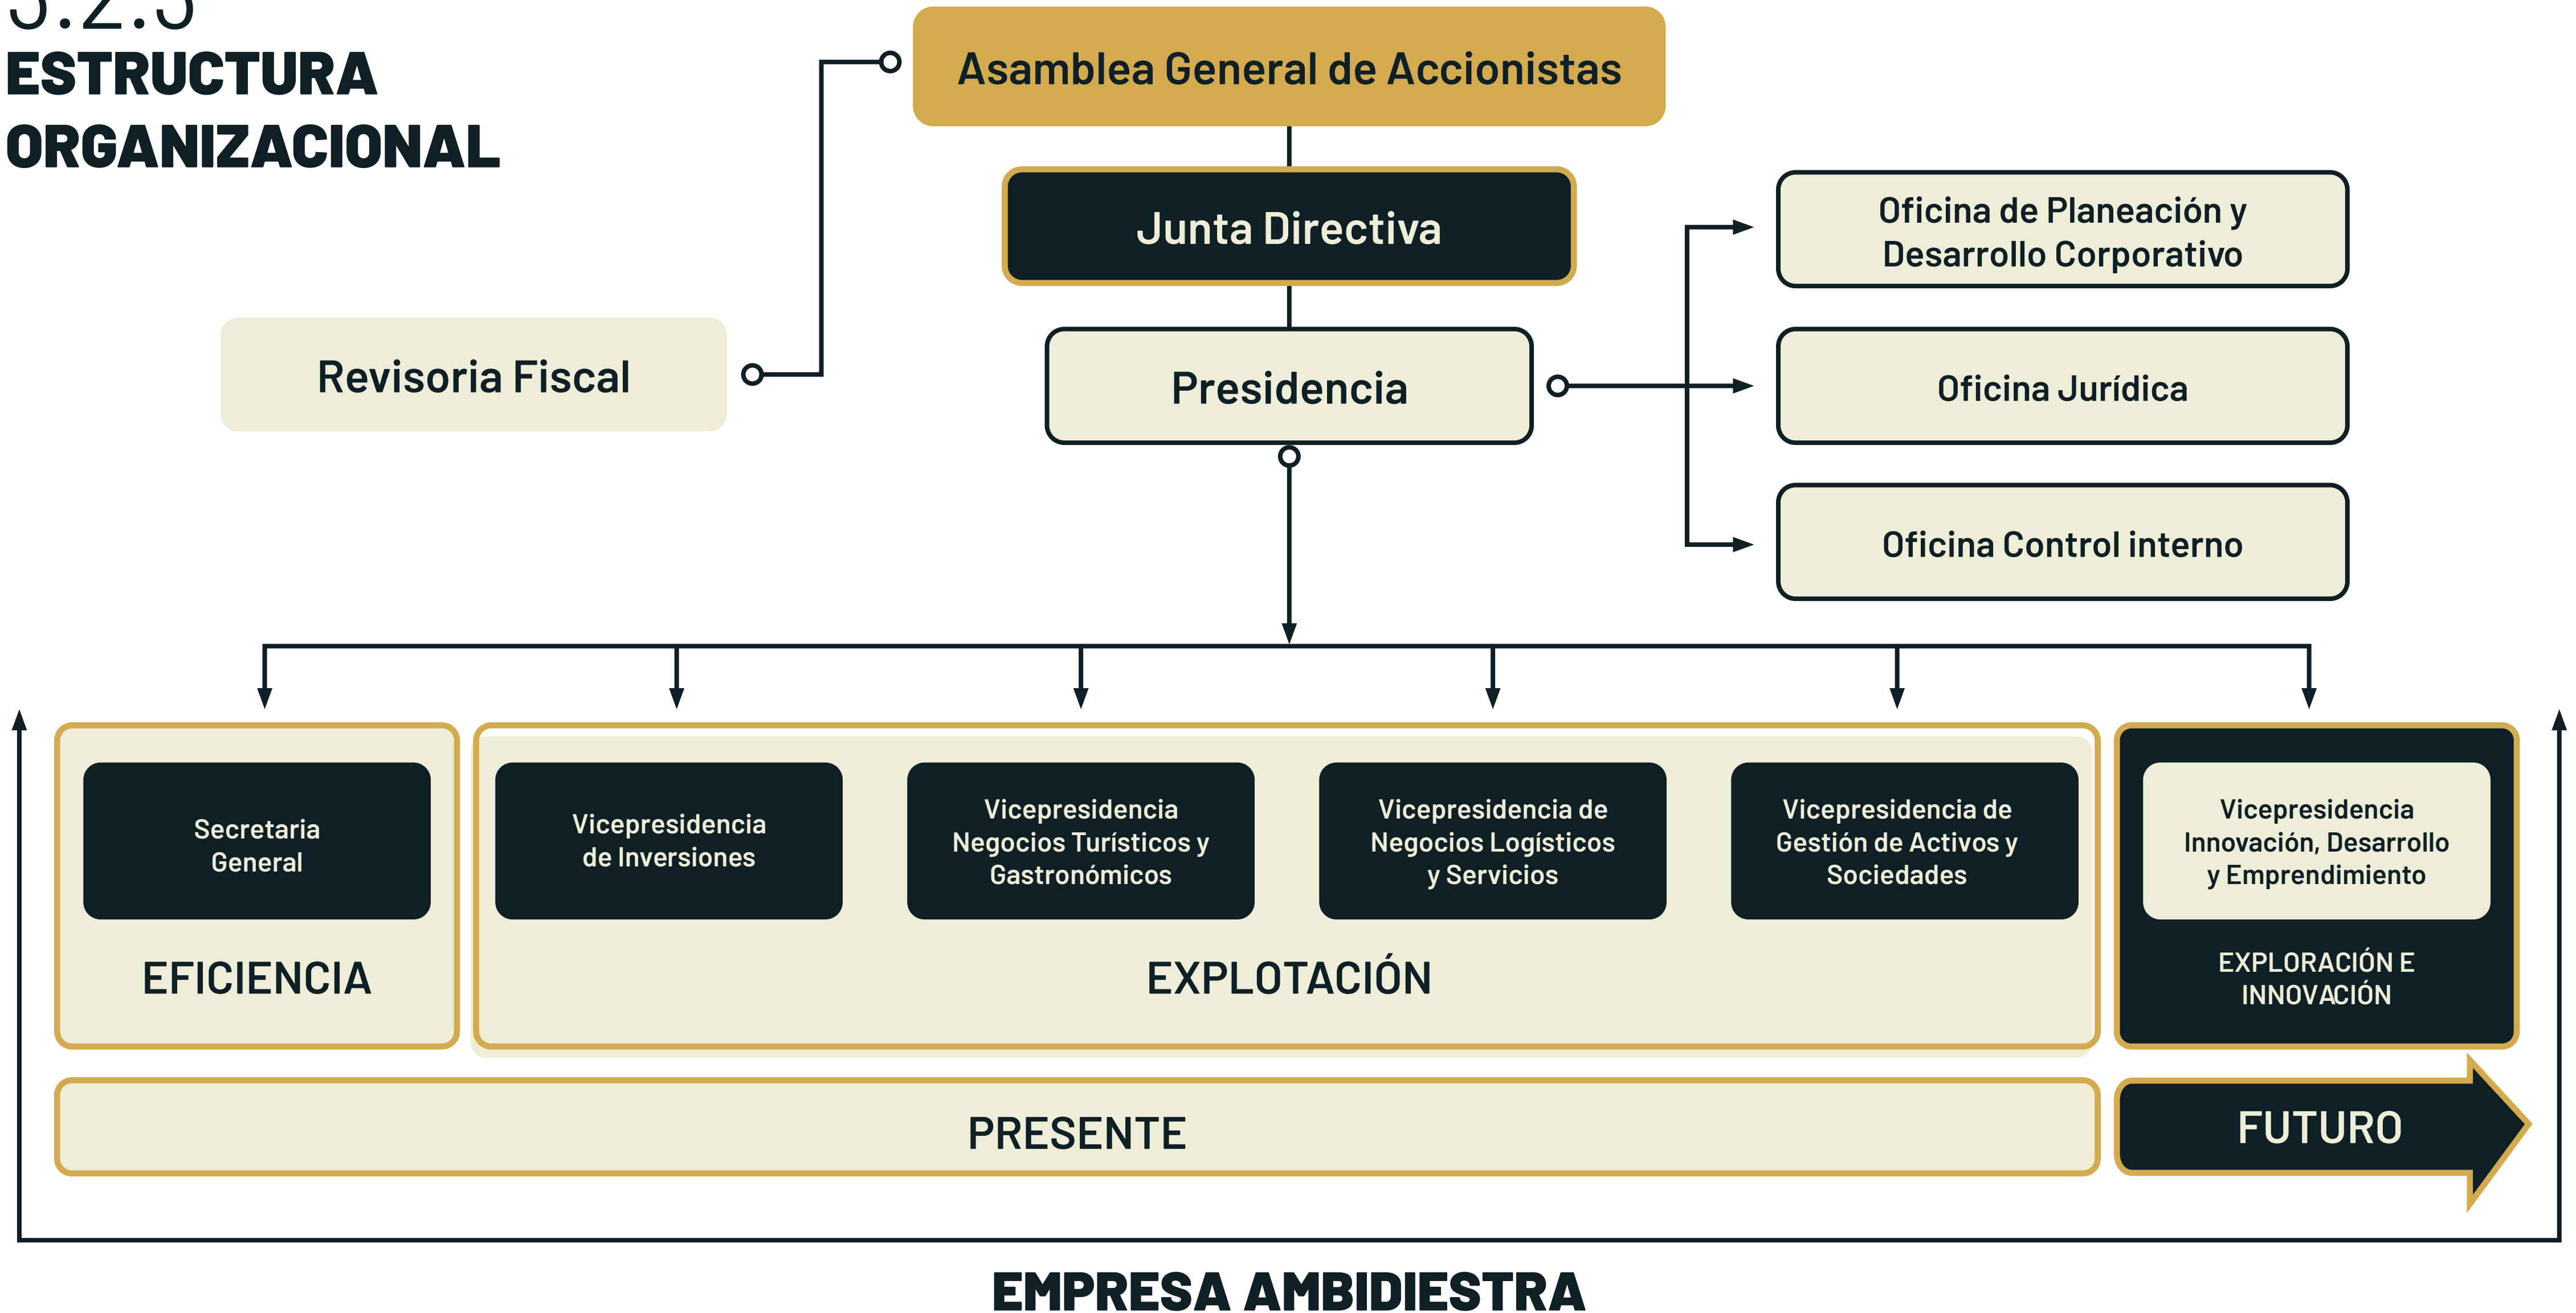 ESTRUCTURA
ORGANIZACIONAL
Asamblea General de Accionistas
Junta Directiva
Oficina de Planeación y
Desarrollo Corporativo
Revisoria Fiscal
Presidencia
Oficina Jurídica
Oficina Control interno
Secretaria
General
Vicepresidencia
de Inversiones
Vicepresidencia
Negocios Turísticos y
Gastronómicos
Vicepresidencia de
Negocios Logísticos
y Servicios
Vicepresidencia de
Gestión de Activos y
Sociedades
Vicepresidencia
Innovación, Desarrollo
y Emprendimiento
EFICIENCIA
EXPLOTACIÓN
EXPLORACIÓN E
INNOVACIÓN
PRESENTE
FUTURO
EMPRESA AMBIDIESTRA